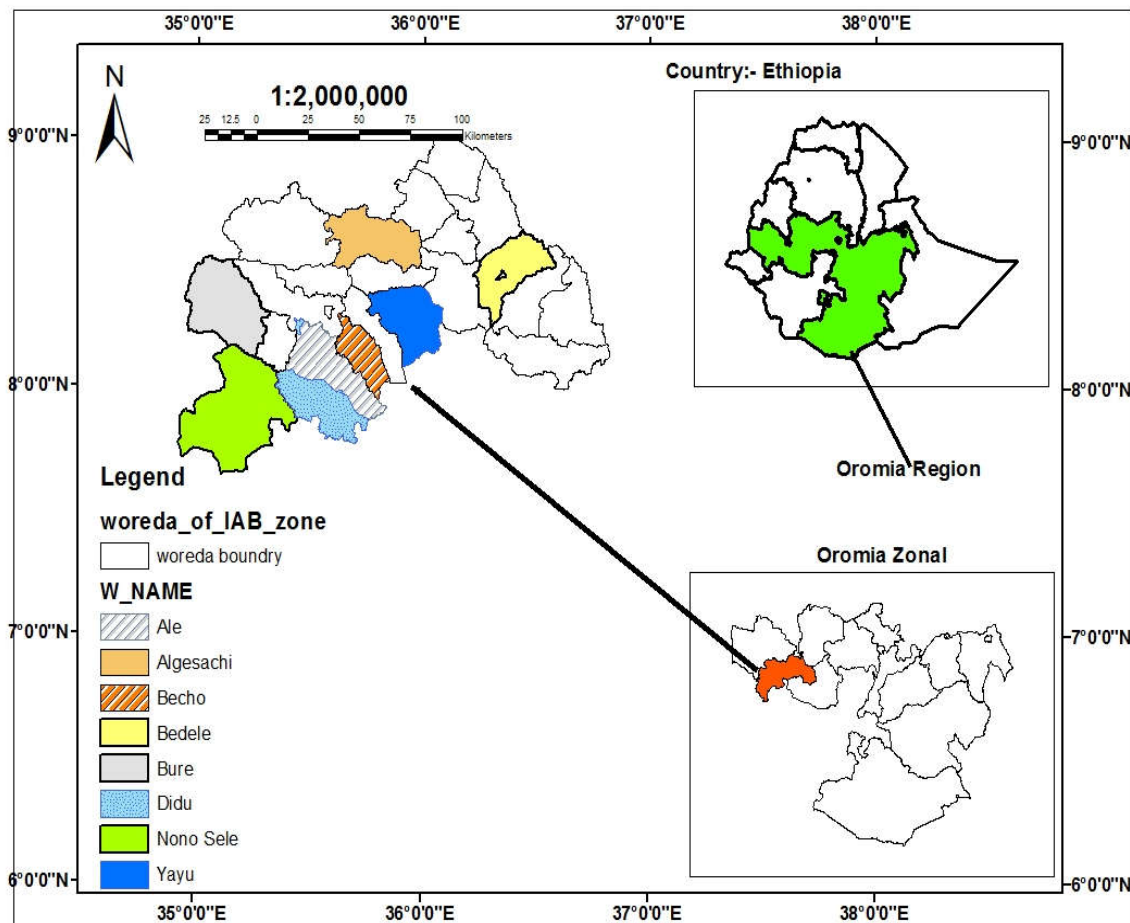 35°0'0"E 36°0'0"E 37°0'0"E 38°0'0"E
N
1:2,000,000
25 12.5 0 25 50 75 100
Kilometers
Country:- Ethiopia
9°0'0"N 9°0'0"N
8°0'0"N 8°0'0"N
Oromia Region
Legend
woreda_of_IAB_zone
woreda boundry
Oromia Zonal
W_NAME
7°0'0"N 7°0'0"N
Ale
Algesachi
Becho
Bedele
Bure
Didu
Nono Sele
Yayu
6°0'0"N 6°0'0"N
35°0'0"E 36°0'0"E 37°0'0"E 38°0'0"E